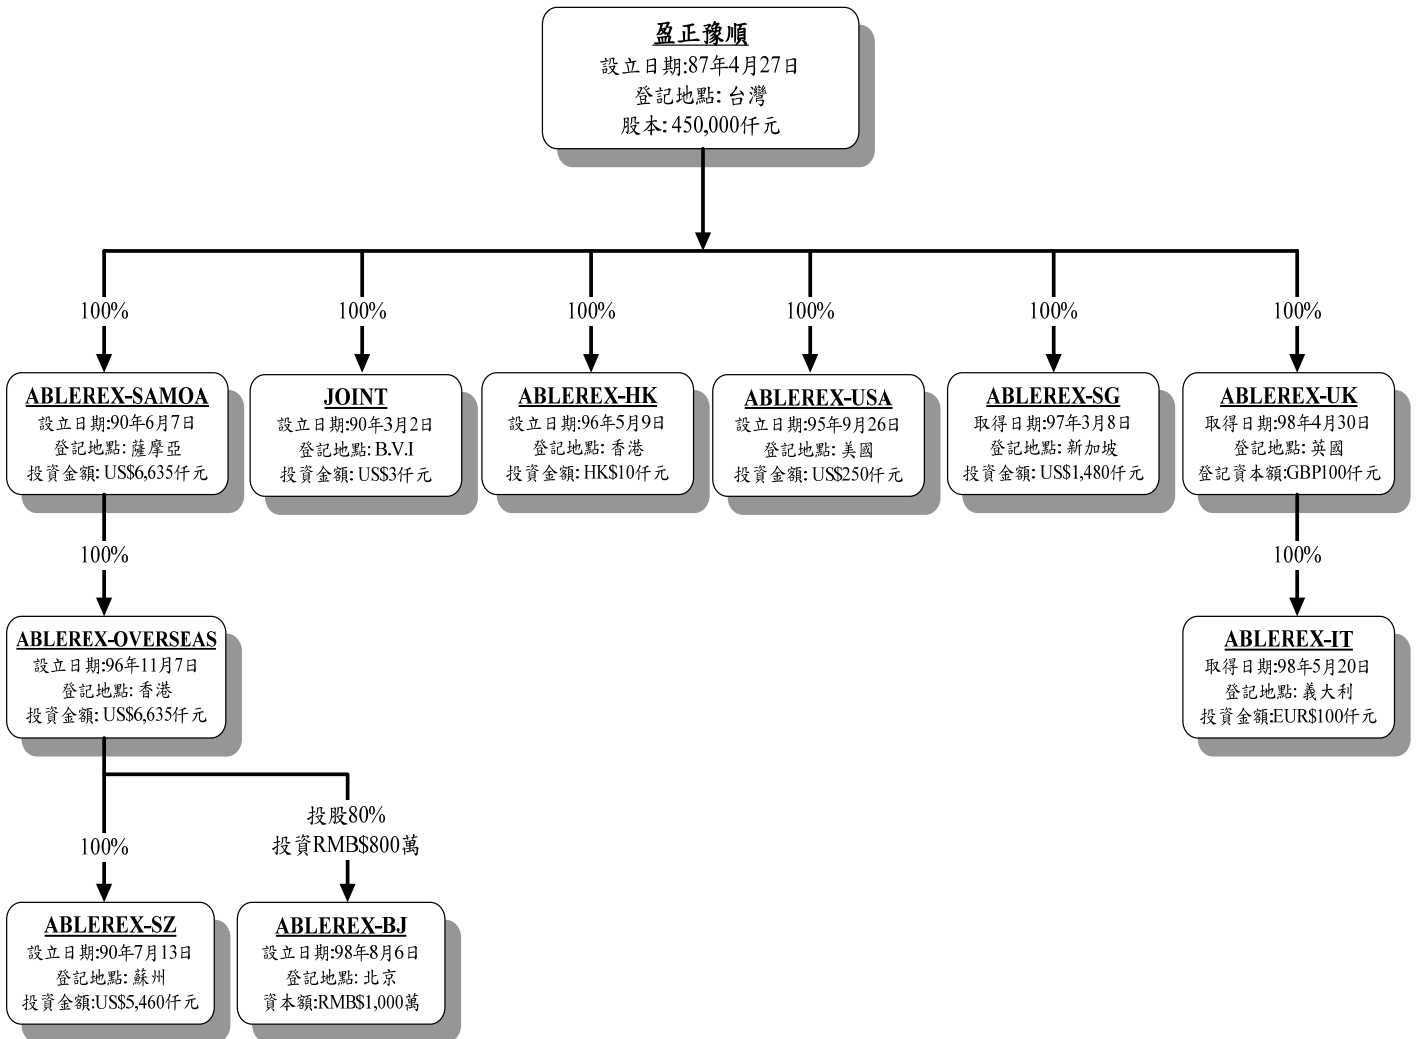 盈正豫順
設立日期:87年4月27日
登記地點: 台灣
股本: 450,000仟元
100%
100%
100%
100%
100%
100%
ABLEREX-SAMOA
設立日期:90年6月7日
登記地點: 薩摩亞
投資金額: US$6,635仟元
JOINT
設立日期:90年3月2日
登記地點: B.V.I
投資金額: US$3仟元
ABLEREX-HK
設立日期:96年5月9日
登記地點: 香港
投資金額: HK$10仟元
ABLEREX-USA
設立日期:95年9月26日
登記地點: 美國
投資金額: US$250仟元
ABLEREX-SG
取得日期:97年3月8日
登記地點: 新加坡
投資金額: US$1,480仟元
ABLEREX-UK
取得日期:98年4月30日
登記地點: 英國
登記資本額:GBP100仟元
100%
100%
ABLEREX-OVERSEAS
設立日期:96年11月7日
登記地點: 香港
投資金額: US$6,635仟元
ABLEREX-IT
取得日期:98年5月20日
登記地點: 義大利
投資金額:EUR$100仟元
100%
投股80%
投資RMB$800萬
ABLEREX-SZ
設立日期:90年7月13日
登記地點: 蘇州
投資金額:US$5,460仟元
ABLEREX-BJ
設立日期:98年8月6日
登記地點: 北京
資本額:RMB$1,000萬